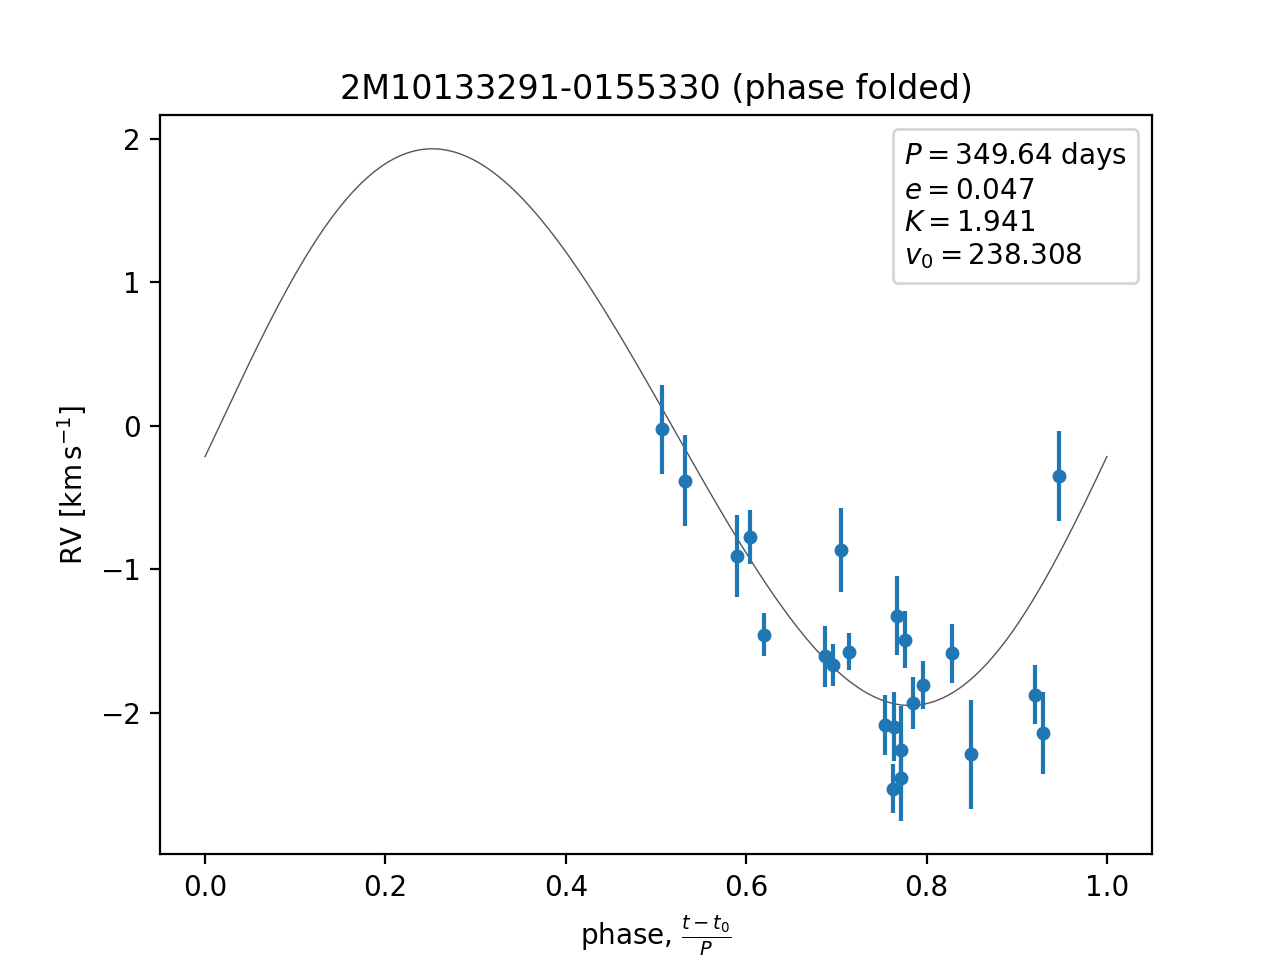 2M10133291-0155330 (phase folded)
P = 349.64 days
e = 0.047
K = 1.941
v₀ = 238.308
2
1
0
−1
−2
RV [km s⁻¹]
0.0 0.2 0.4 0.6 0.8 1.0
phase, (t − t₀)/P